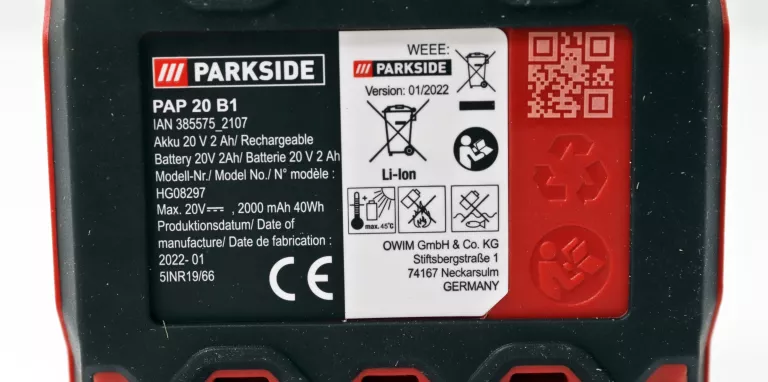 PARKSIDE
PAP 20 B1
IAN 385575_2107
Akku 20 V 2 Ah/ Rechargeable
Battery 20V 2Ah/ Batterie 20 V 2 Ah
Modell-Nr./ Model No./ N° modèle :
HG08297
Max. 20V⎓ , 2000 mAh 40Wh
Produktionsdatum/ Date of
manufacture/ Date de fabrication :
2022- 01
5INR19/66
CE
WEEE:
PARKSIDE
Version: 01/2022
Li-Ion
max. 45°C
OWIM GmbH & Co. KG
Stiftsbergstraße 1
74167 Neckarsulm
GERMANY